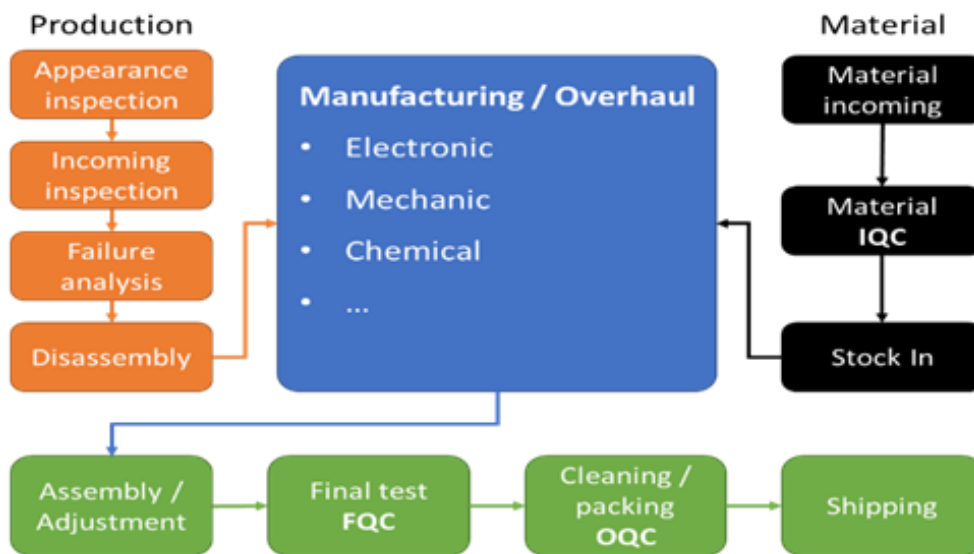 Production
Appearance
inspection
Incoming
inspection
Failure
analysis
Disassembly
Manufacturing / Overhaul
• Electronic
• Mechanic
• Chemical
• ...
Material
Material
incoming
Material
IQC
Stock In
Assembly /
Adjustment
Final test
FQC
Cleaning /
packing
OQC
Shipping